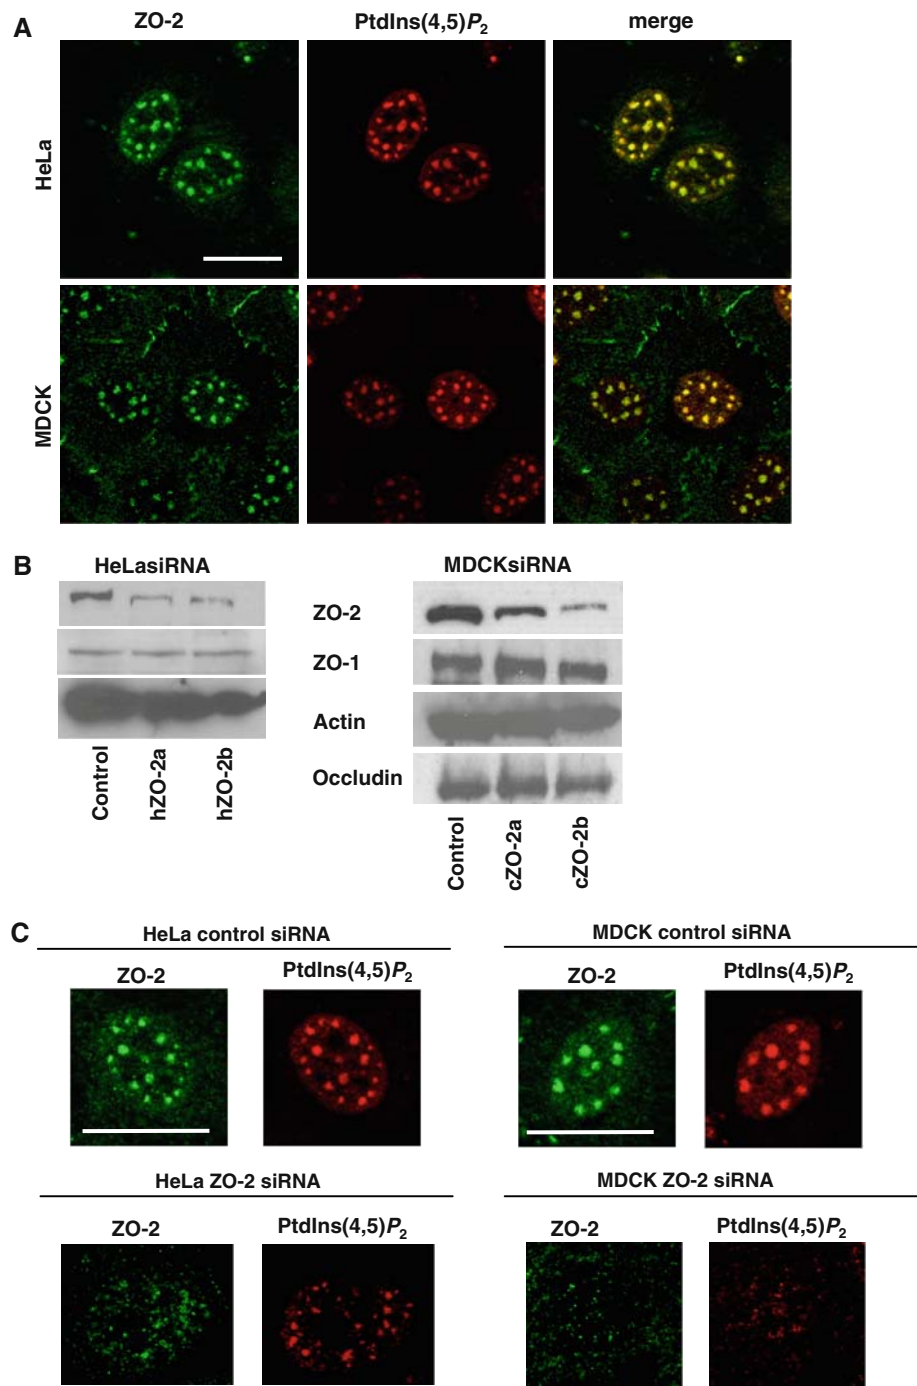 A
ZO-2 PtdIns(4,5)P2 merge
HeLa
MDCK
B
HeLasiRNA MDCKsiRNA
ZO-2
ZO-1
Actin
Occludin
Control hZO-2a hZO-2b
Control cZO-2a cZO-2b
C
HeLa control siRNA MDCK control siRNA
ZO-2 PtdIns(4,5)P2 ZO-2 PtdIns(4,5)P2
HeLa ZO-2 siRNA MDCK ZO-2 siRNA
ZO-2 PtdIns(4,5)P2 ZO-2 PtdIns(4,5)P2